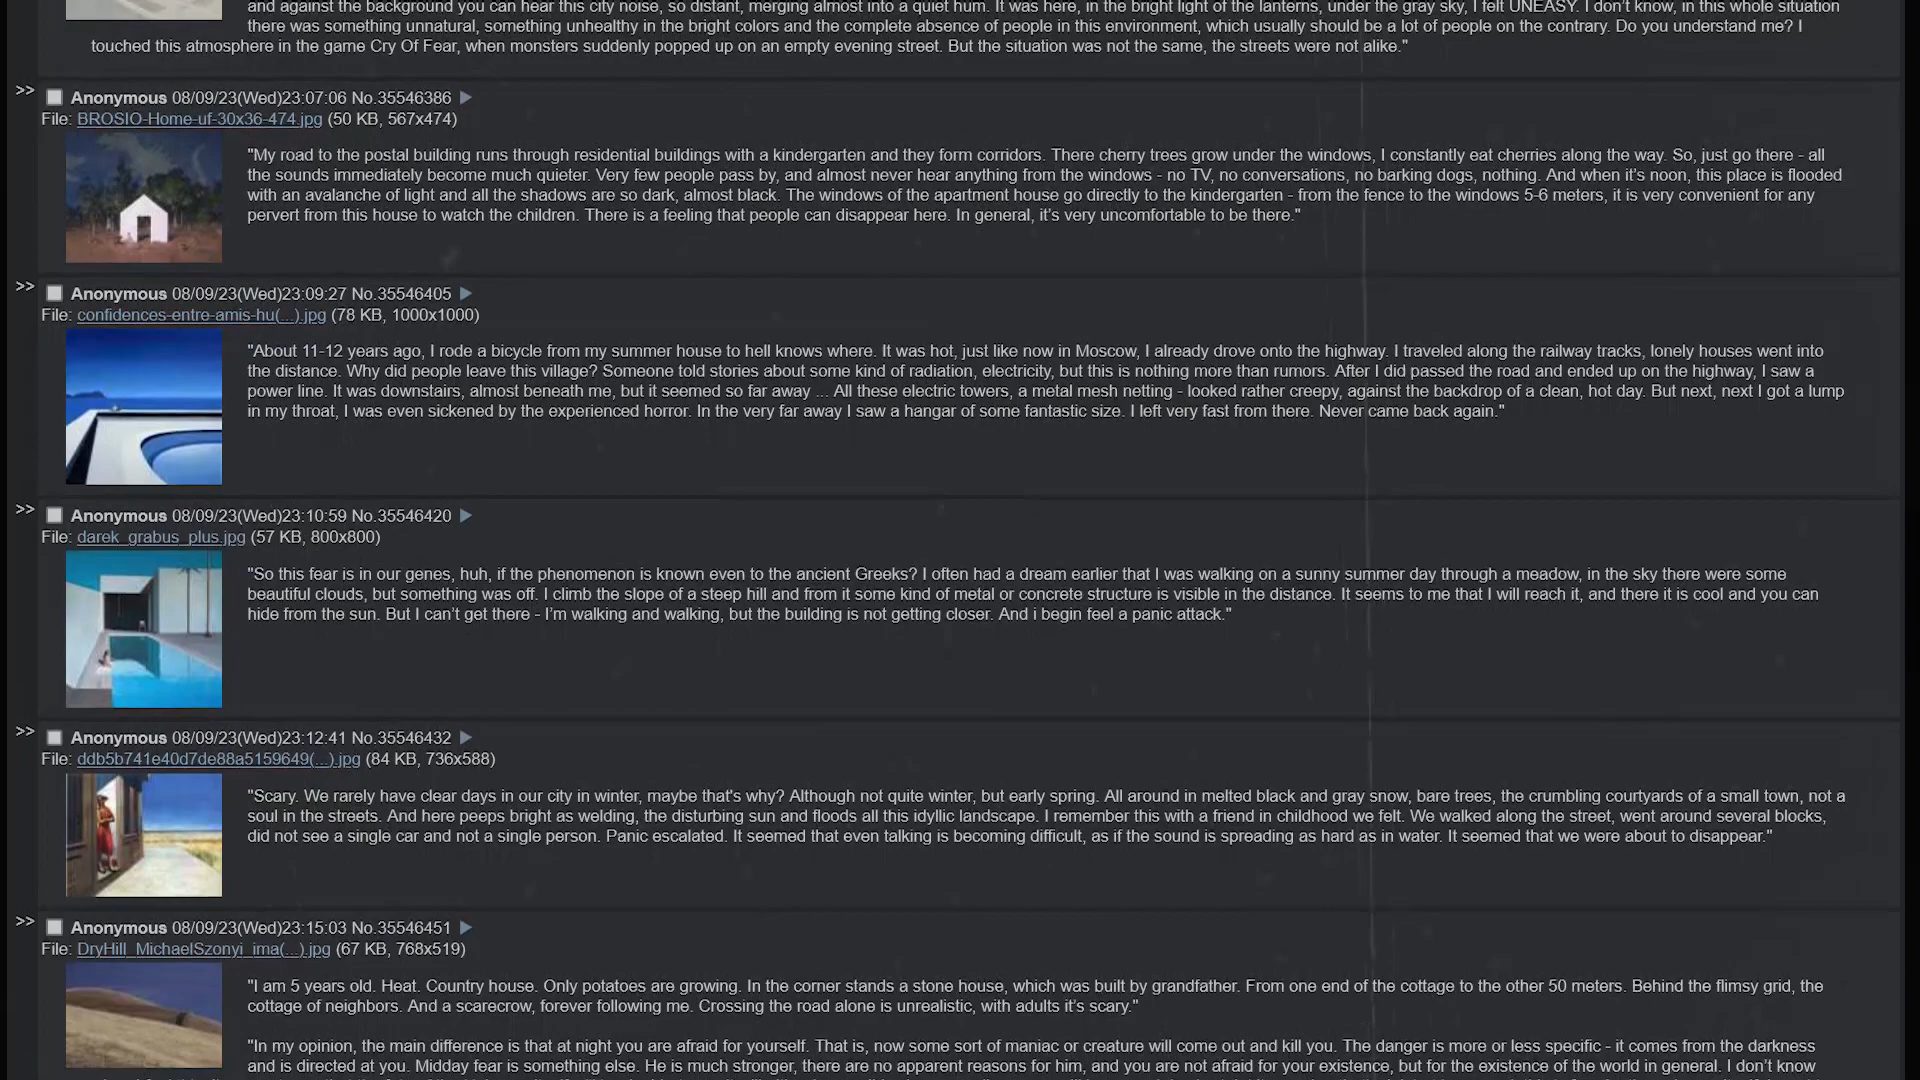 and against the background you can hear this city noise, so distant, merging almost into a quiet hum. It was here, in the bright light of the lanterns, under the gray sky, I felt UNEASY. I don't know, in this whole situation
there was something unnatural, something unhealthy in the bright colors and the complete absence of people in this environment, which usually should be a lot of people on the contrary. Do you understand me? I
touched this atmosphere in the game Cry Of Fear, when monsters suddenly popped up on an empty evening street. But the situation was not the same, the streets were not alike."
>> Anonymous 08/09/23(Wed)23:07:06 No.35546386 ▶
File: BROSIO-Home-uf-30x36-474.jpg (50 KB, 567x474)
"My road to the postal building runs through residential buildings with a kindergarten and they form corridors. There cherry trees grow under the windows, I constantly eat cherries along the way. So, just go there - all
the sounds immediately become much quieter. Very few people pass by, and almost never hear anything from the windows - no TV, no conversations, no barking dogs, nothing. And when it's noon, this place is flooded
with an avalanche of light and all the shadows are so dark, almost black. The windows of the apartment house go directly to the kindergarten - from the fence to the windows 5-6 meters, it is very convenient for any
pervert from this house to watch the children. There is a feeling that people can disappear here. In general, it's very uncomfortable to be there."
>> Anonymous 08/09/23(Wed)23:09:27 No.35546405 ▶
File: confidences-entre-amis-hu(...).jpg (78 KB, 1000x1000)
"About 11-12 years ago, I rode a bicycle from my summer house to hell knows where. It was hot, just like now in Moscow, I already drove onto the highway. I traveled along the railway tracks, lonely houses went into
the distance. Why did people leave this village? Someone told stories about some kind of radiation, electricity, but this is nothing more than rumors. After I did passed the road and ended up on the highway, I saw a
power line. It was downstairs, almost beneath me, but it seemed so far away ... All these electric towers, a metal mesh netting - looked rather creepy, against the backdrop of a clean, hot day. But next, next I got a lump
in my throat, I was even sickened by the experienced horror. In the very far away I saw a hangar of some fantastic size. I left very fast from there. Never came back again."
>> Anonymous 08/09/23(Wed)23:10:59 No.35546420 ▶
File: darek_grabus_plus.jpg (57 KB, 800x800)
"So this fear is in our genes, huh, if the phenomenon is known even to the ancient Greeks? I often had a dream earlier that I was walking on a sunny summer day through a meadow, in the sky there were some
beautiful clouds, but something was off. I climb the slope of a steep hill and from it some kind of metal or concrete structure is visible in the distance. It seems to me that I will reach it, and there it is cool and you can
hide from the sun. But I can't get there - I'm walking and walking, but the building is not getting closer. And i begin feel a panic attack."
>> Anonymous 08/09/23(Wed)23:12:41 No.35546432 ▶
File: ddb5b741e40d7de88a5159649(...).jpg (84 KB, 736x588)
"Scary. We rarely have clear days in our city in winter, maybe that's why? Although not quite winter, but early spring. All around in melted black and gray snow, bare trees, the crumbling courtyards of a small town, not a
soul in the streets. And here peeps bright as welding, the disturbing sun and floods all this idyllic landscape. I remember this with a friend in childhood we felt. We walked along the street, went around several blocks,
did not see a single car and not a single person. Panic escalated. It seemed that even talking is becoming difficult, as if the sound is spreading as hard as in water. It seemed that we were about to disappear."
>> Anonymous 08/09/23(Wed)23:15:03 No.35546451 ▶
File: DryHill_MichaelSzonyi_ima(...).jpg (67 KB, 768x519)
"I am 5 years old. Heat. Country house. Only potatoes are growing. In the corner stands a stone house, which was built by grandfather. From one end of the cottage to the other 50 meters. Behind the flimsy grid, the
cottage of neighbors. And a scarecrow, forever following me. Crossing the road alone is unrealistic, with adults it's scary."
"In my opinion, the main difference is that at night you are afraid for yourself. That is, now some sort of maniac or creature will come out and kill you. The danger is more or less specific - it comes from the darkness
and is directed at you. Midday fear is something else. He is much stronger, there are no apparent reasons for him, and you are not afraid for your existence, but for the existence of the world in general. I don't know